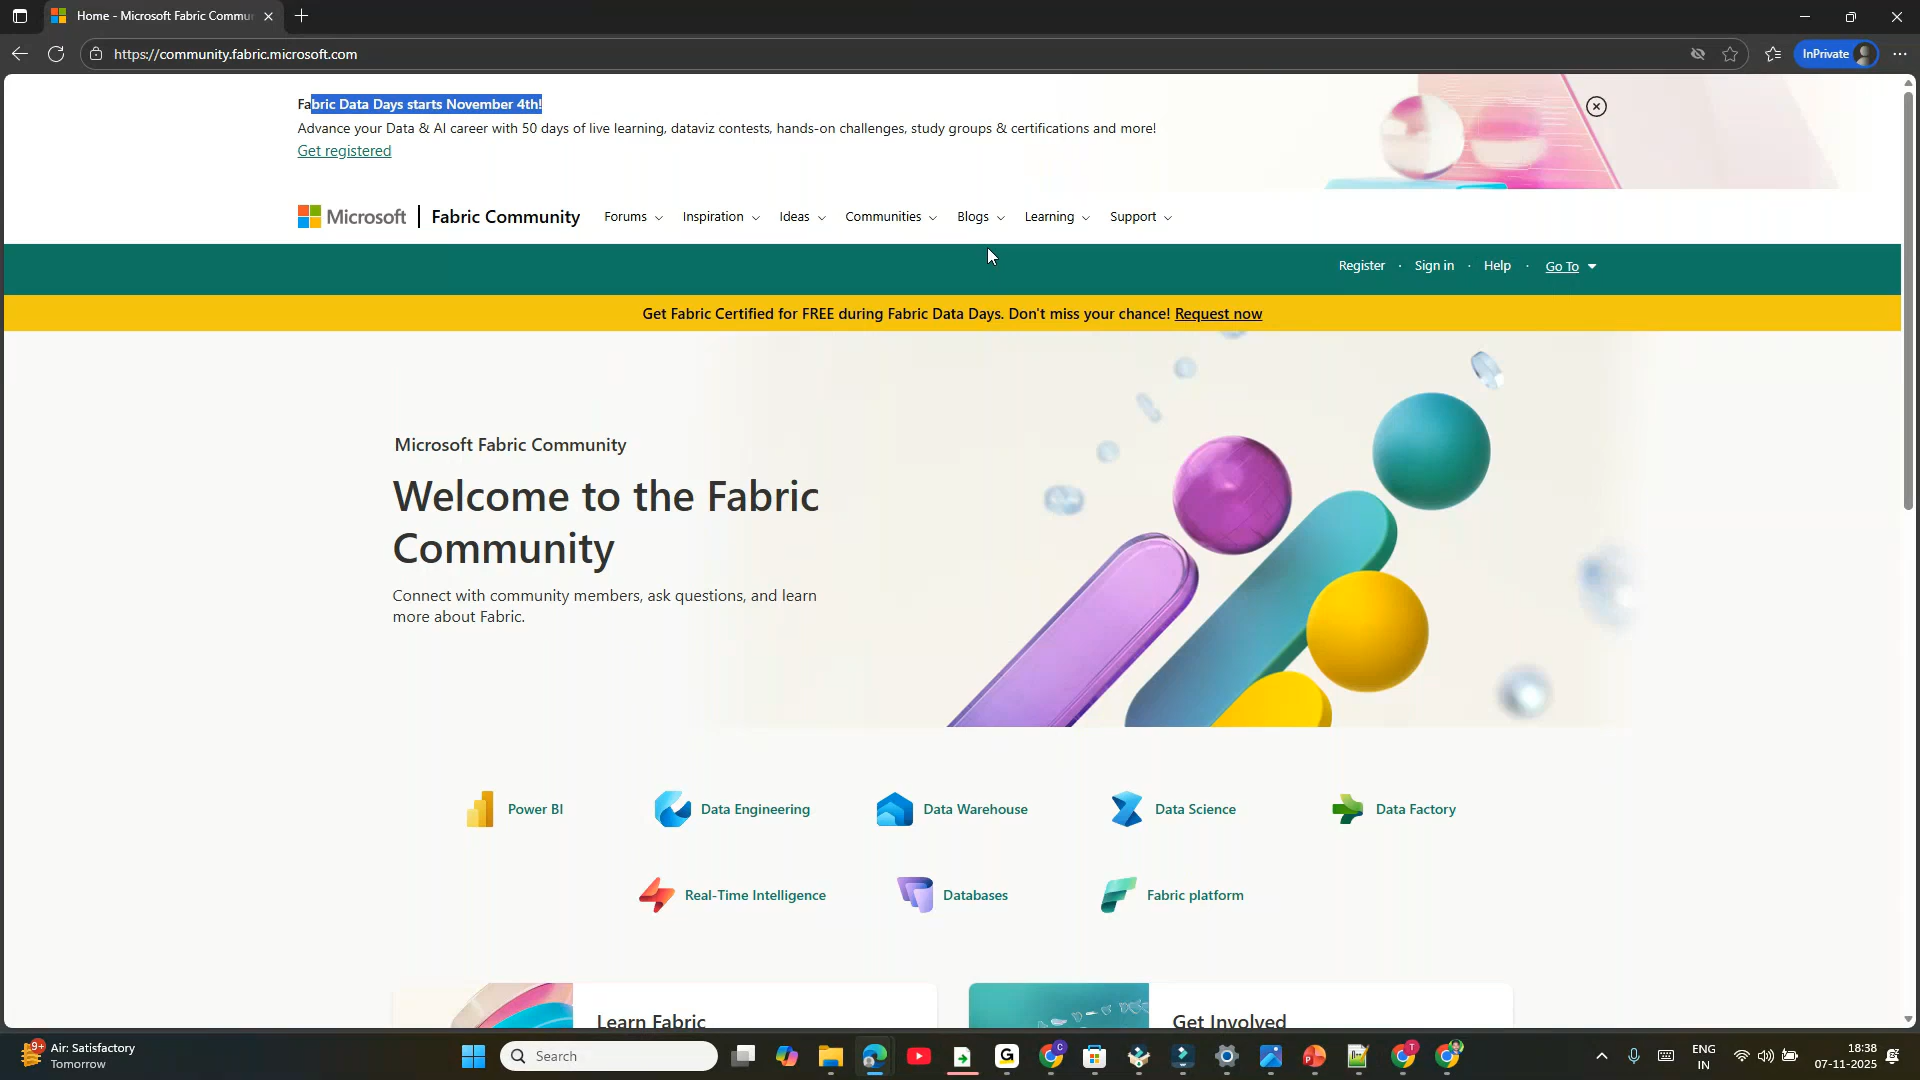 Home - Microsoft Fabric Commu
https://community.fabric.microsoft.com
InPrivate
Fabric Data Days starts November 4th!
Advance your Data & AI career with 50 days of live learning, dataviz contests, hands-on challenges, study groups & certifications and more!
Get registered
Microsoft | Fabric Community Forums Inspiration Ideas Communities Blogs Learning Support
Register · Sign in · Help · Go To
Get Fabric Certified for FREE during Fabric Data Days. Don't miss your chance! Request now
Microsoft Fabric Community
Welcome to the Fabric
Community
Connect with community members, ask questions, and learn
more about Fabric.
Power BI Data Engineering Data Warehouse Data Science Data Factory
Real-Time Intelligence Databases Fabric platform
Learn Fabric Get Involved
9+ Air: Satisfactory
Tomorrow
Search
ENG
IN
18:38
07-11-2025